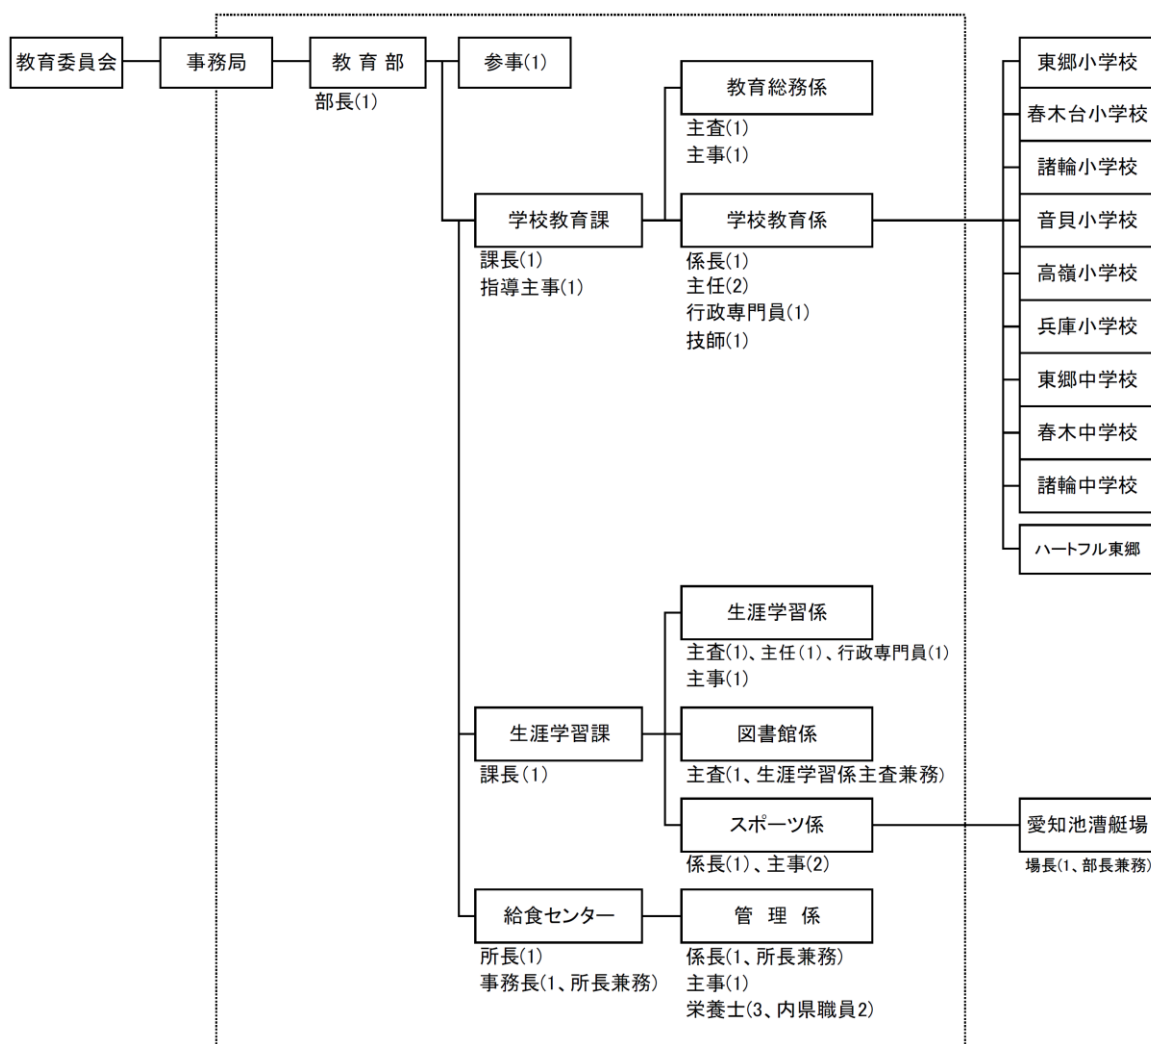 教育委員会
事務局
教 育 部
部長(1)
参事(1)
教育総務係
主査(1)
主事(1)
学校教育課
課長(1)
指導主事(1)
学校教育係
係長(1)
主任(2)
行政専門員(1)
技師(1)
東郷小学校
春木台小学校
諸輪小学校
音貝小学校
高嶺小学校
兵庫小学校
東郷中学校
春木中学校
諸輪中学校
ハートフル東郷
生涯学習係
主査(1)、主任(1)、行政専門員(1)
主事(1)
生涯学習課
課長(1)
図書館係
主査(1、生涯学習係主査兼務)
スポーツ係
係長(1)、主事(2)
愛知池漕艇場
場長(1、部長兼務)
給食センター
所長(1)
事務長(1、所長兼務)
管 理 係
係長(1、所長兼務)
主事(1)
栄養士(3、内県職員2)